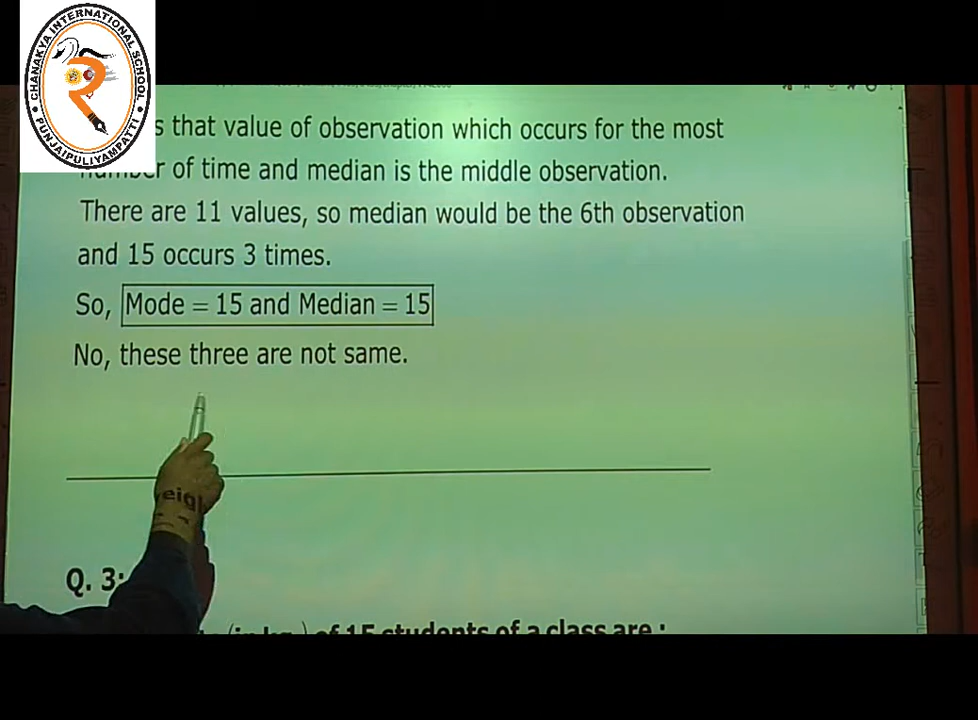 CHANAKYA INTERNATIONAL SCHOOL
PUNJAIPULIYAMPATTI
that value of observation which occurs for the most
number of time and median is the middle observation.
There are 11 values, so median would be the 6th observation
and 15 occurs 3 times.
So, Mode = 15 and Median = 15
No, these three are not same.
Q. 3:
of 15 students of a class are :